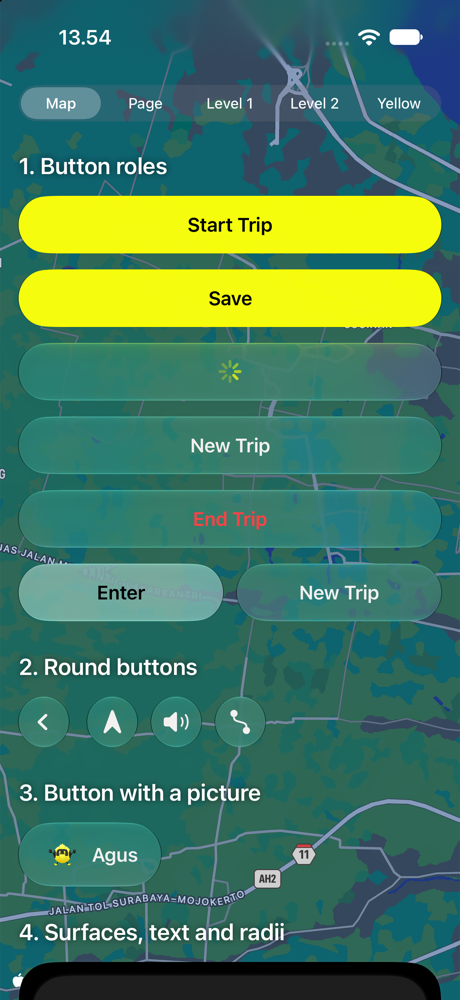 13.54
Map Page Level 1 Level 2 Yellow
1. Button roles
Start Trip
Save
New Trip
End Trip
Enter New Trip
2. Round buttons
3. Button with a picture
Agus
11
AH2
JALAN TOL SURABAYA-MOJOKERTO
4. Surfaces, text and radii